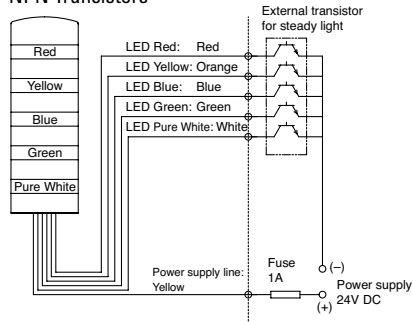 NPN Transistors
External transistor
for steady light
Red
Yellow
Blue
Green
Pure White
LED Red: Red
LED Yellow: Orange
LED Blue: Blue
LED Green: Green
LED Pure White: White
Power supply line:
Yellow
Fuse
1A
(–)
Power supply
24V DC
(+)